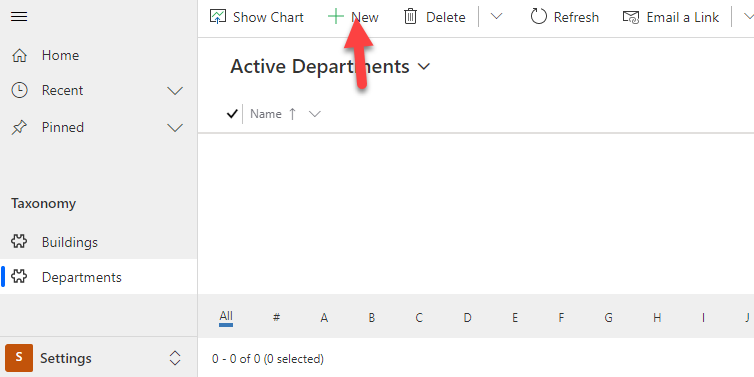 Show Chart New Delete Refresh Email a Link
Home
Recent
Pinned
Taxonomy
Buildings
Departments
S Settings
Active Departments
Name
All # A B C D E F G H I J
0 - 0 of 0 (0 selected)